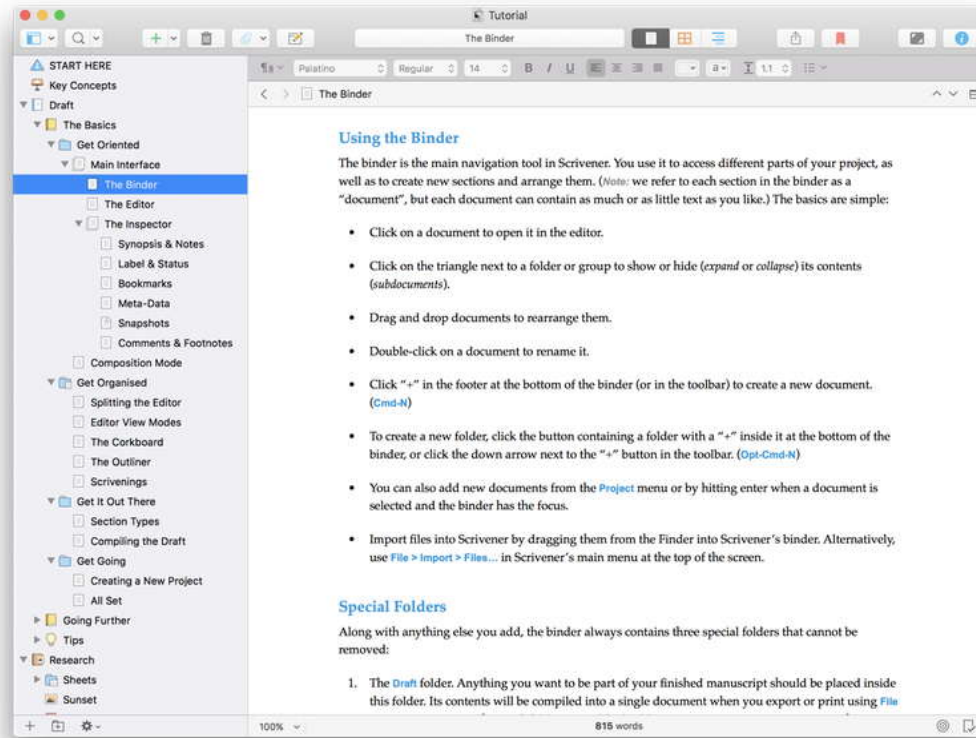 Tutorial
The Binder
START HERE
Key Concepts
Draft
The Basics
Get Oriented
Main Interface
The Binder
The Editor
The Inspector
Synopsis & Notes
Label & Status
Bookmarks
Meta-Data
Snapshots
Comments & Footnotes
Composition Mode
Get Organised
Splitting the Editor
Editor View Modes
The Corkboard
The Outliner
Scrivenings
Get It Out There
Section Types
Compiling the Draft
Get Going
Creating a New Project
All Set
Going Further
Tips
Research
Sheets
Sunset
¶a Palatino Regular 14 B I U a 1.1
The Binder
Using the Binder
The binder is the main navigation tool in Scrivener. You use it to access different parts of your project, as
well as to create new sections and arrange them. (Note: we refer to each section in the binder as a
“document”, but each document can contain as much or as little text as you like.) The basics are simple:
• Click on a document to open it in the editor.
• Click on the triangle next to a folder or group to show or hide (expand or collapse) its contents
(subdocuments).
• Drag and drop documents to rearrange them.
• Double-click on a document to rename it.
• Click “+” in the footer at the bottom of the binder (or in the toolbar) to create a new document.
(Cmd-N)
• To create a new folder, click the button containing a folder with a “+” inside it at the bottom of the
binder, or click the down arrow next to the “+” button in the toolbar. (Opt-Cmd-N)
• You can also add new documents from the Project menu or by hitting enter when a document is
selected and the binder has the focus.
• Import files into Scrivener by dragging them from the Finder into Scrivener’s binder. Alternatively,
use File > Import > Files... in Scrivener’s main menu at the top of the screen.
Special Folders
Along with anything else you add, the binder always contains three special folders that cannot be
removed:
1. The Draft folder. Anything you want to be part of your finished manuscript should be placed inside
this folder. Its contents will be compiled into a single document when you export or print using File
100%
815 words